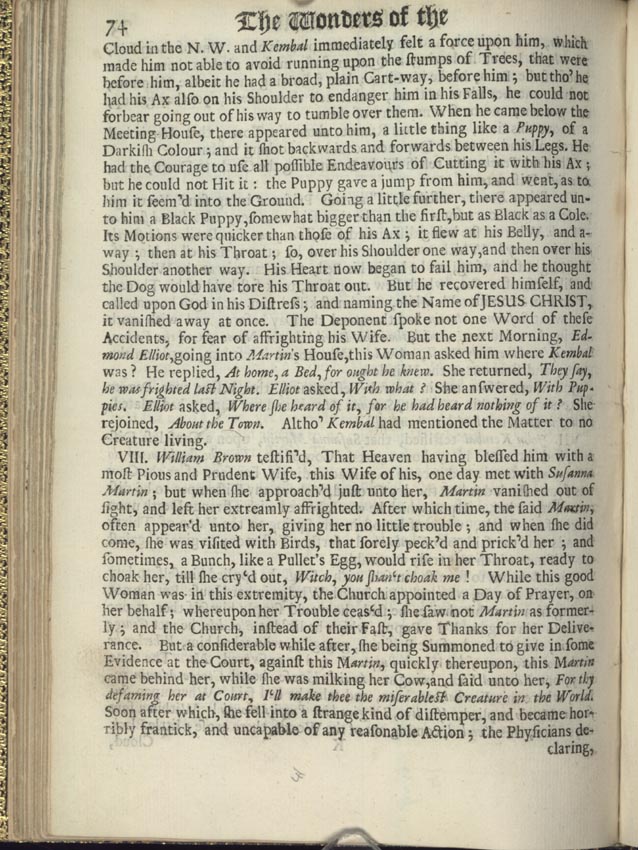 74 The Wonders of the
Cloud in the N. W. and Kembal immediately felt a force upon him, which
made him not able to avoid running upon the ſtumps of Trees, that were
before him, albeit he had a broad, plain Cart-way, before him ; but tho' he
had his Ax alſo on his Shoulder to endanger him in his Falls, he could not
forbear going out of his way to tumble over them. When he came below the
Meeting Houſe, there appeared unto him, a little thing like a Puppy, of a
Darkiſh Colour ; and it ſhot backwards and forwards between his Legs. He
had the Courage to uſe all poſſible Endeavours of Cutting it with his Ax ;
but he could not Hit it : the Puppy gave a jump from him, and went, as to
him it ſeem'd into the Ground. Going a little further, there appeared un-
to him a Black Puppy,ſomewhat bigger than the firſt,but as Black as a Cole.
Its Motions were quicker than thoſe of his Ax ; it flew at his Belly, and a-
way ; then at his Throat ; ſo, over his Shoulder one way,and then over his
Shoulder another way. His Heart now began to fail him, and he thought
the Dog would have tore his Throat out. But he recovered himſelf, and
called upon God in his Diſtreſs ; and naming the Name of JESUS CHRIST,
it vaniſhed away at once. The Deponent ſpoke not one Word of theſe
Accidents, for fear of affrighting his Wife. But the next Morning, Ed-
mond Elliot,going into Martin's Houſe,this Woman asked him where Kembal
was ? He replied, At home, a Bed, for ought he knew. She returned, They ſay,
he was frighted laſt Night. Elliot asked, With what ? She anſwered, With Pup-
pies. Elliot asked, Where ſhe heard of it, for he had heard nothing of it ? She
rejoined, About the Town. Altho' Kembal had mentioned the Matter to no
Creature living.
VIII. William Brown teſtifi'd, That Heaven having bleſſed him with a
moſt Pious and Prudent Wife, this Wife of his, one day met with Suſanna
Martin ; but when ſhe approach'd juſt unto her, Martin vaniſhed out of
ſight, and left her extreamly affrighted. After which time, the ſaid Martin,
often appear'd unto her, giving her no little trouble ; and when ſhe did
come, ſhe was viſited with Birds, that ſorely peck'd and prick'd her ; and
ſometimes, a Bunch, like a Pullet's Egg, would riſe in her Throat, ready to
choak her, till ſhe cry'd out, Witch, you ſhan't choak me ! While this good
Woman was in this extremity, the Church appointed a Day of Prayer, on
her behalf ; whereupon her Trouble ceas'd ; ſhe ſaw not Martin as former-
ly ; and the Church, inſtead of their Faſt, gave Thanks for her Delive-
rance. But a conſiderable while after, ſhe being Summoned to give in ſome
Evidence at the Court, againſt this Martin, quickly thereupon, this Martin
came behind her, while ſhe was milking her Cow,and ſaid unto her, For thy
defaming her at Court, I'll make thee the miſerableſt Creature in the World.
Soon after which, ſhe fell into a ſtrange kind of diſtemper, and became hor-
ribly frantick, and uncapable of any reaſonable Action ; the Phyſicians de-
claring,